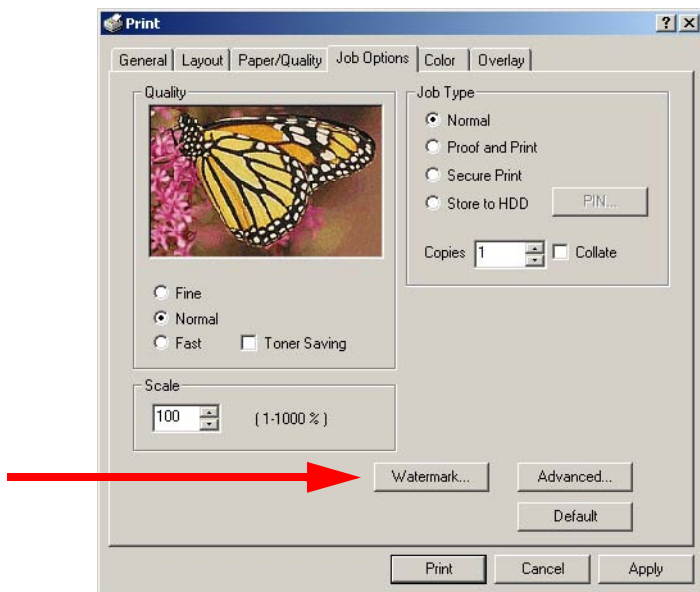 Print
General Layout Paper/Quality Job Options Color Overlay
Quality
Fine
Normal
Fast Toner Saving
Scale
100 (1-1000 %)
Job Type
Normal
Proof and Print
Secure Print
Store to HDD PIN...
Copies 1 Collate
Watermark... Advanced...
Default
Print Cancel Apply